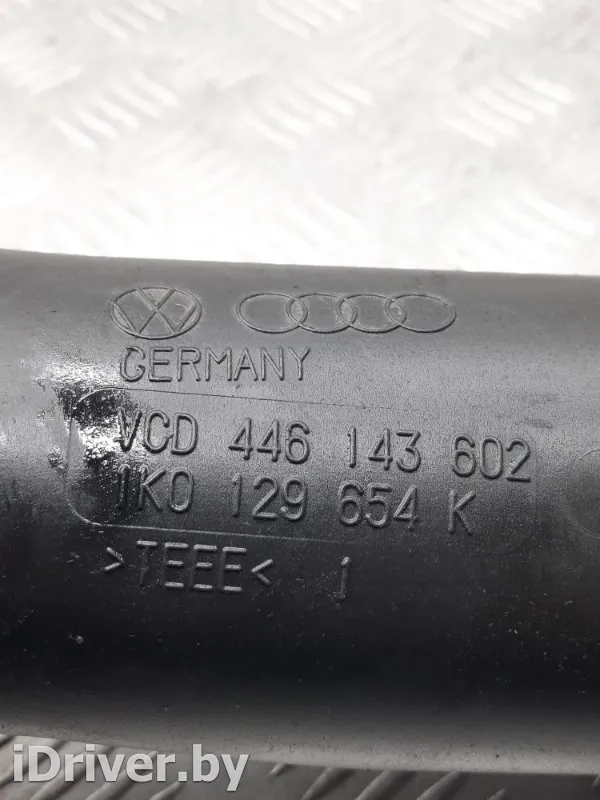 GERMANY
VCD 446 143 602
1K0 129 654 K
>TEEE< 1
iDriver.by